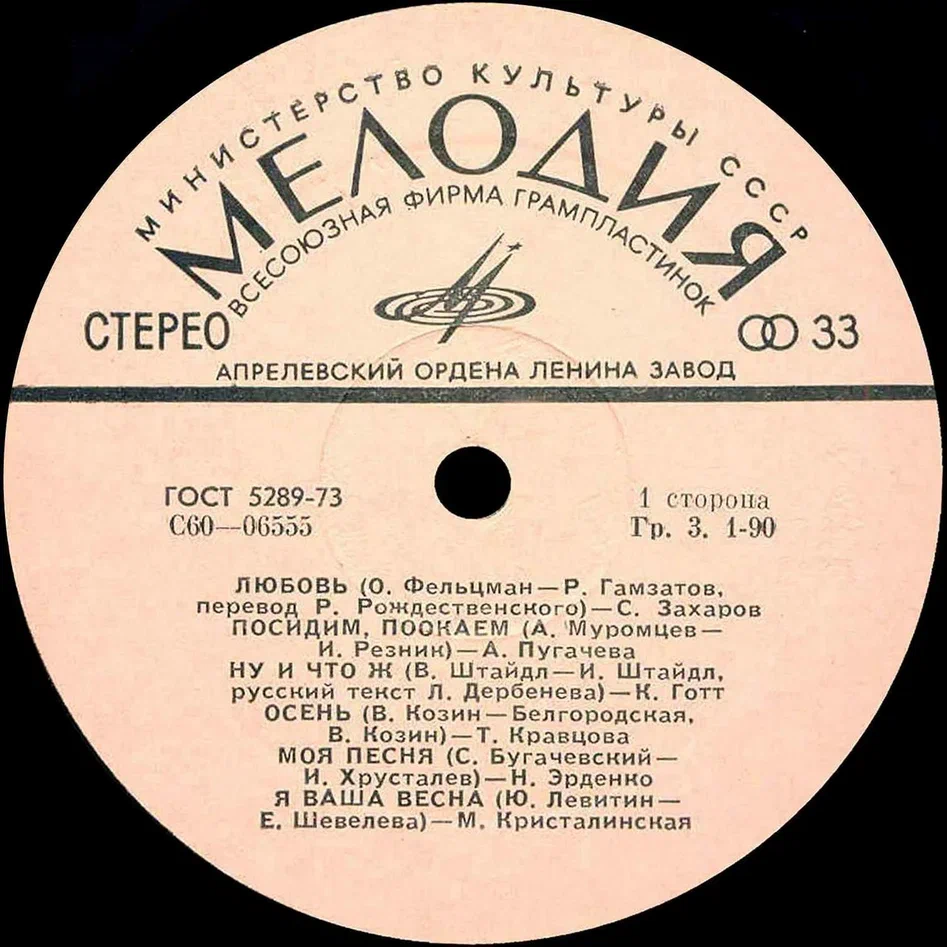 МИНИСТЕРСТВО КУЛЬТУРЫ СССР
МЕЛОДИЯ
ВСЕСОЮЗНАЯ ФИРМА ГРАМПЛАСТИНОК
СТЕРЕО
33
АПРЕЛЕВСКИЙ ОРДЕНА ЛЕНИНА ЗАВОД
ГОСТ 5289-73
С60—06555
1 сторона
Гр. 3. 1-90
ЛЮБОВЬ (О. Фельцман—Р. Гамзатов,
перевод Р. Рождественского)—С. Захаров
ПОСИДИМ, ПООКАЕМ (А. Муромцев—
И. Резник)—А. Пугачева
НУ И ЧТО Ж (В. Штайдл—И. Штайдл,
русский текст Л. Дербенева)—К. Готт
ОСЕНЬ (В. Козин—Белгородская,
В. Козин)—Т. Кравцова
МОЯ ПЕСНЯ (С. Бугачевский—
И. Хрусталев)—Н. Эрденко
Я ВАША ВЕСНА (Ю. Левитин—
Е. Шевелева)—М. Кристалинская